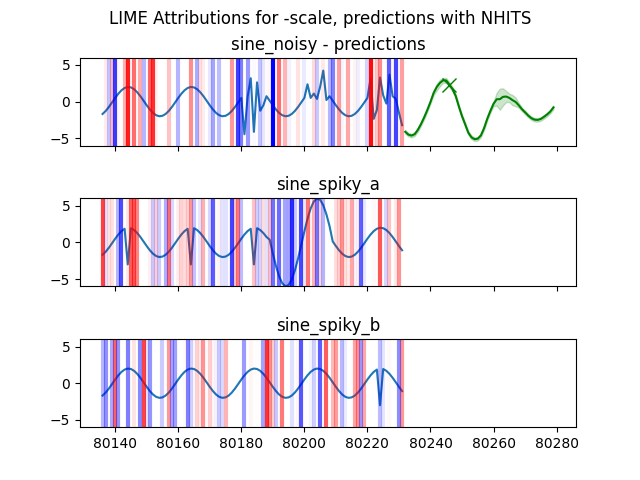 LIME Attributions for -scale, predictions with NHITS
sine_noisy - predictions
5
0
−5
sine_spiky_a
5
0
−5
sine_spiky_b
5
0
−5
80140 80160 80180 80200 80220 80240 80260 80280